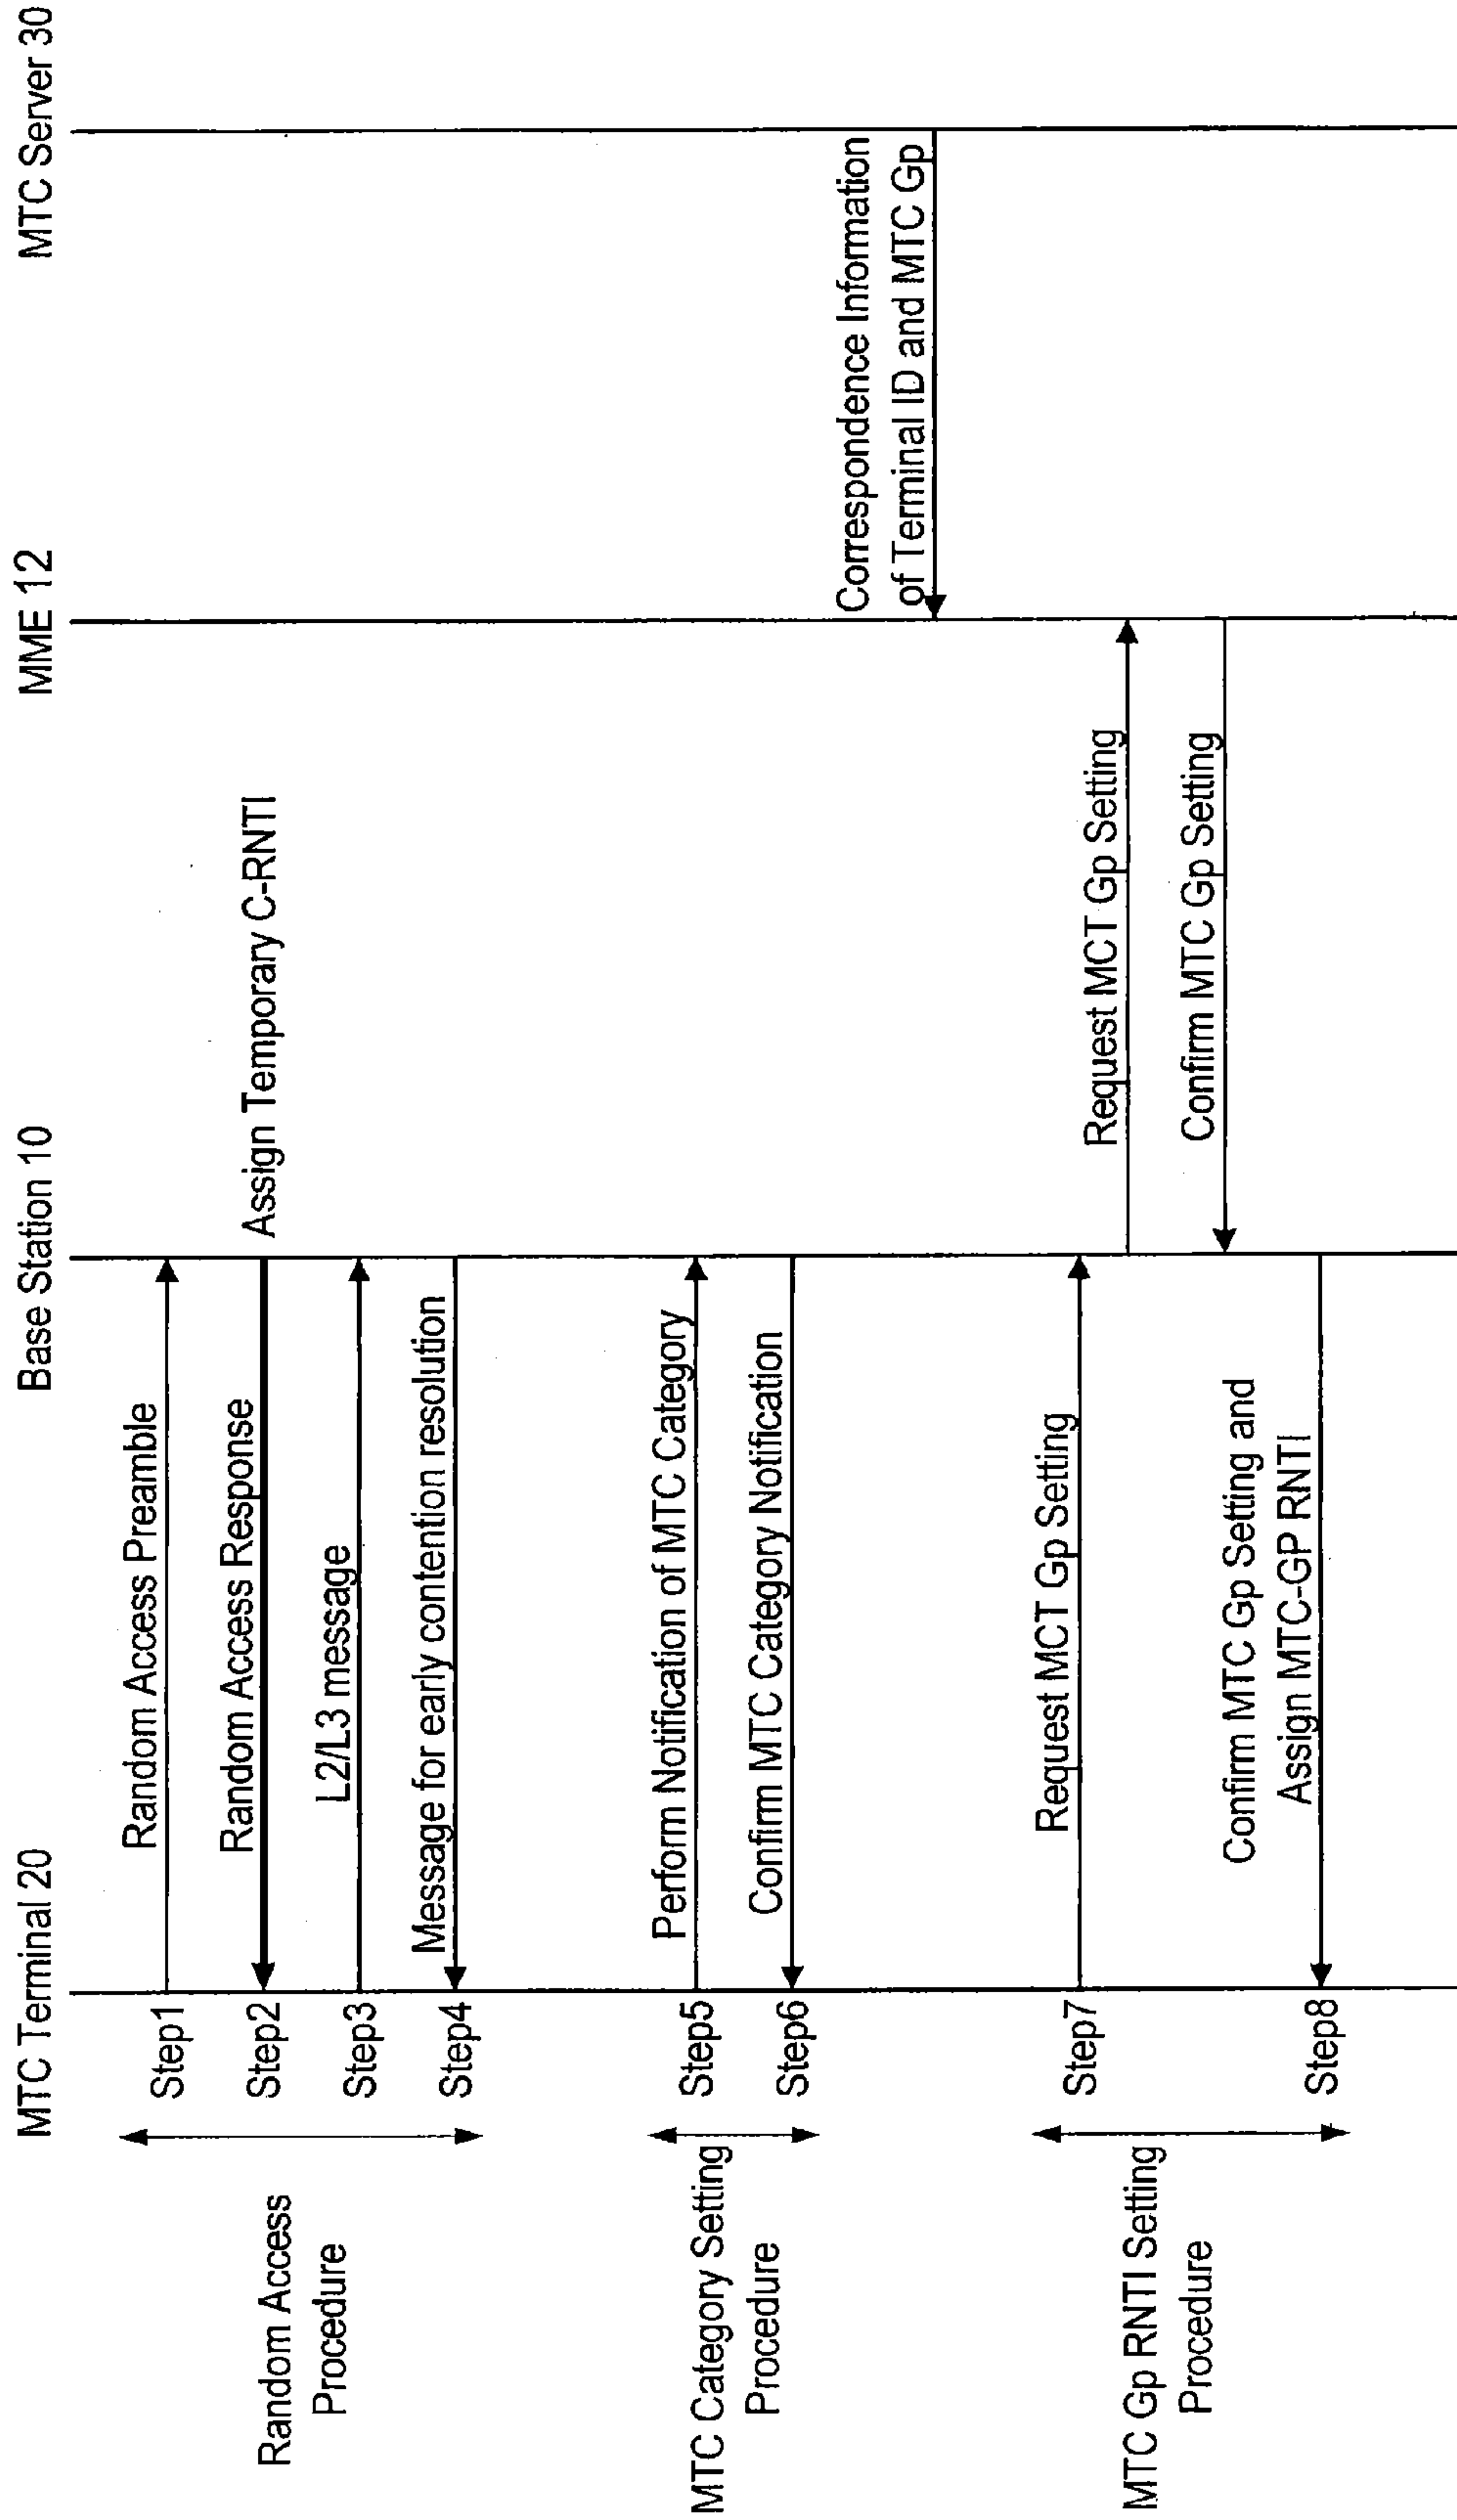 MTC Terminal 20
Base Station 10
MME 12
MTC Server 30
Random Access
Procedure
Step1
Random Access Preamble
Step2
Random Access Response
Assign Temporary C-RNTI
Step3
L2/L3 message
Step4
Message for early contention resolution
MTC Category Setting
Procedure
Step5
Perform Notification of MTC Category
Step6
Confirm MTC Category Notification
Correspondence Information
of Terminal ID and MTC Gp
MTC Gp RNTI Setting
Procedure
Step7
Request MCT Gp Setting
Request MCT Gp Setting
Confirm MTC Gp Setting
Step8
Confirm MTC Gp Setting and
Assign MTC-GP RNTI